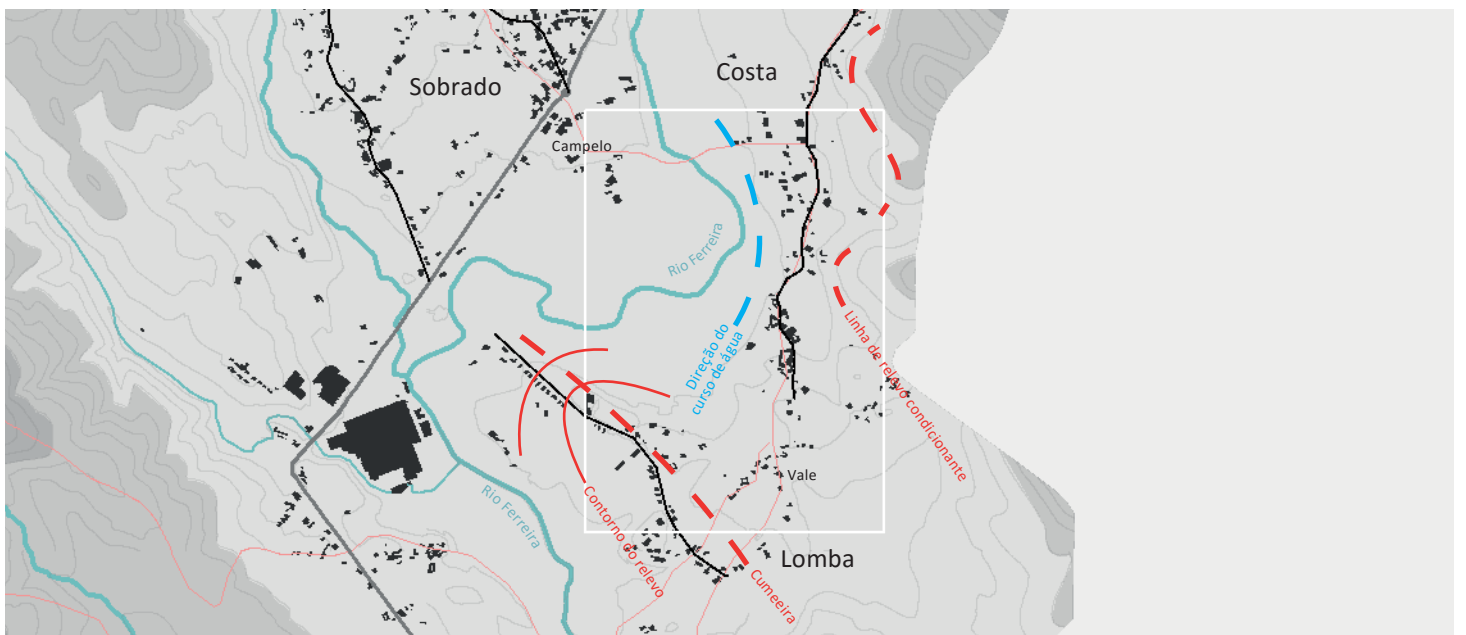 Costa
Sobrado
Campelo
Rio Ferreira
Direção do
curso de água
Linha de relevo condicionante
Vale
Rio Ferreira
Contorno do relevo
Lomba
Cumeeira